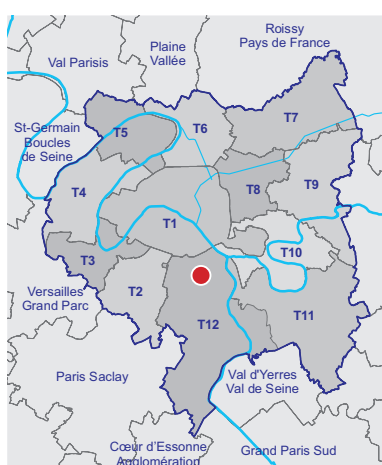 Roissy
Pays de France
Plaine
Vallée
Val Parisis
T7
T5
T6
St-Germain
Boucles
de Seine
T8
T9
T4
T1
T10
T3
Versailles
Grand Parc
T2
T12
T11
Paris Saclay
Val d'Yerres
Val de Seine
Cœur d'Essonne
Agglomération
Grand Paris Sud